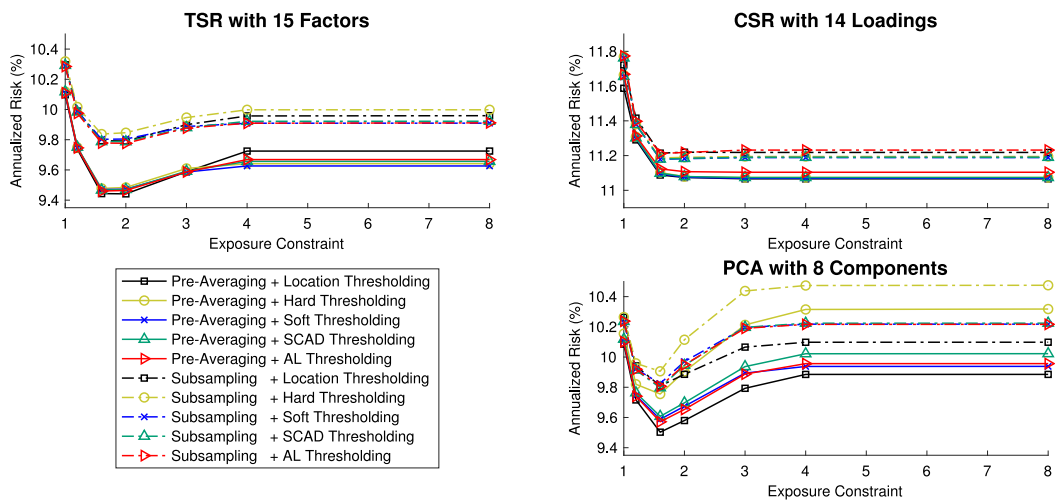 TSR with 15 Factors
Annualized Risk (%)
10.4
10.2
10
9.8
9.6
9.4
1 2 3 4 5 6 7 8
Exposure Constraint
CSR with 14 Loadings
Annualized Risk (%)
11.8
11.6
11.4
11.2
11
1 2 3 4 5 6 7 8
Exposure Constraint
Pre-Averaging + Location Thresholding
Pre-Averaging + Hard Thresholding
Pre-Averaging + Soft Thresholding
Pre-Averaging + SCAD Thresholding
Pre-Averaging + AL Thresholding
Subsampling + Location Thresholding
Subsampling + Hard Thresholding
Subsampling + Soft Thresholding
Subsampling + SCAD Thresholding
Subsampling + AL Thresholding
PCA with 8 Components
Annualized Risk (%)
10.4
10.2
10
9.8
9.6
9.4
1 2 3 4 5 6 7 8
Exposure Constraint